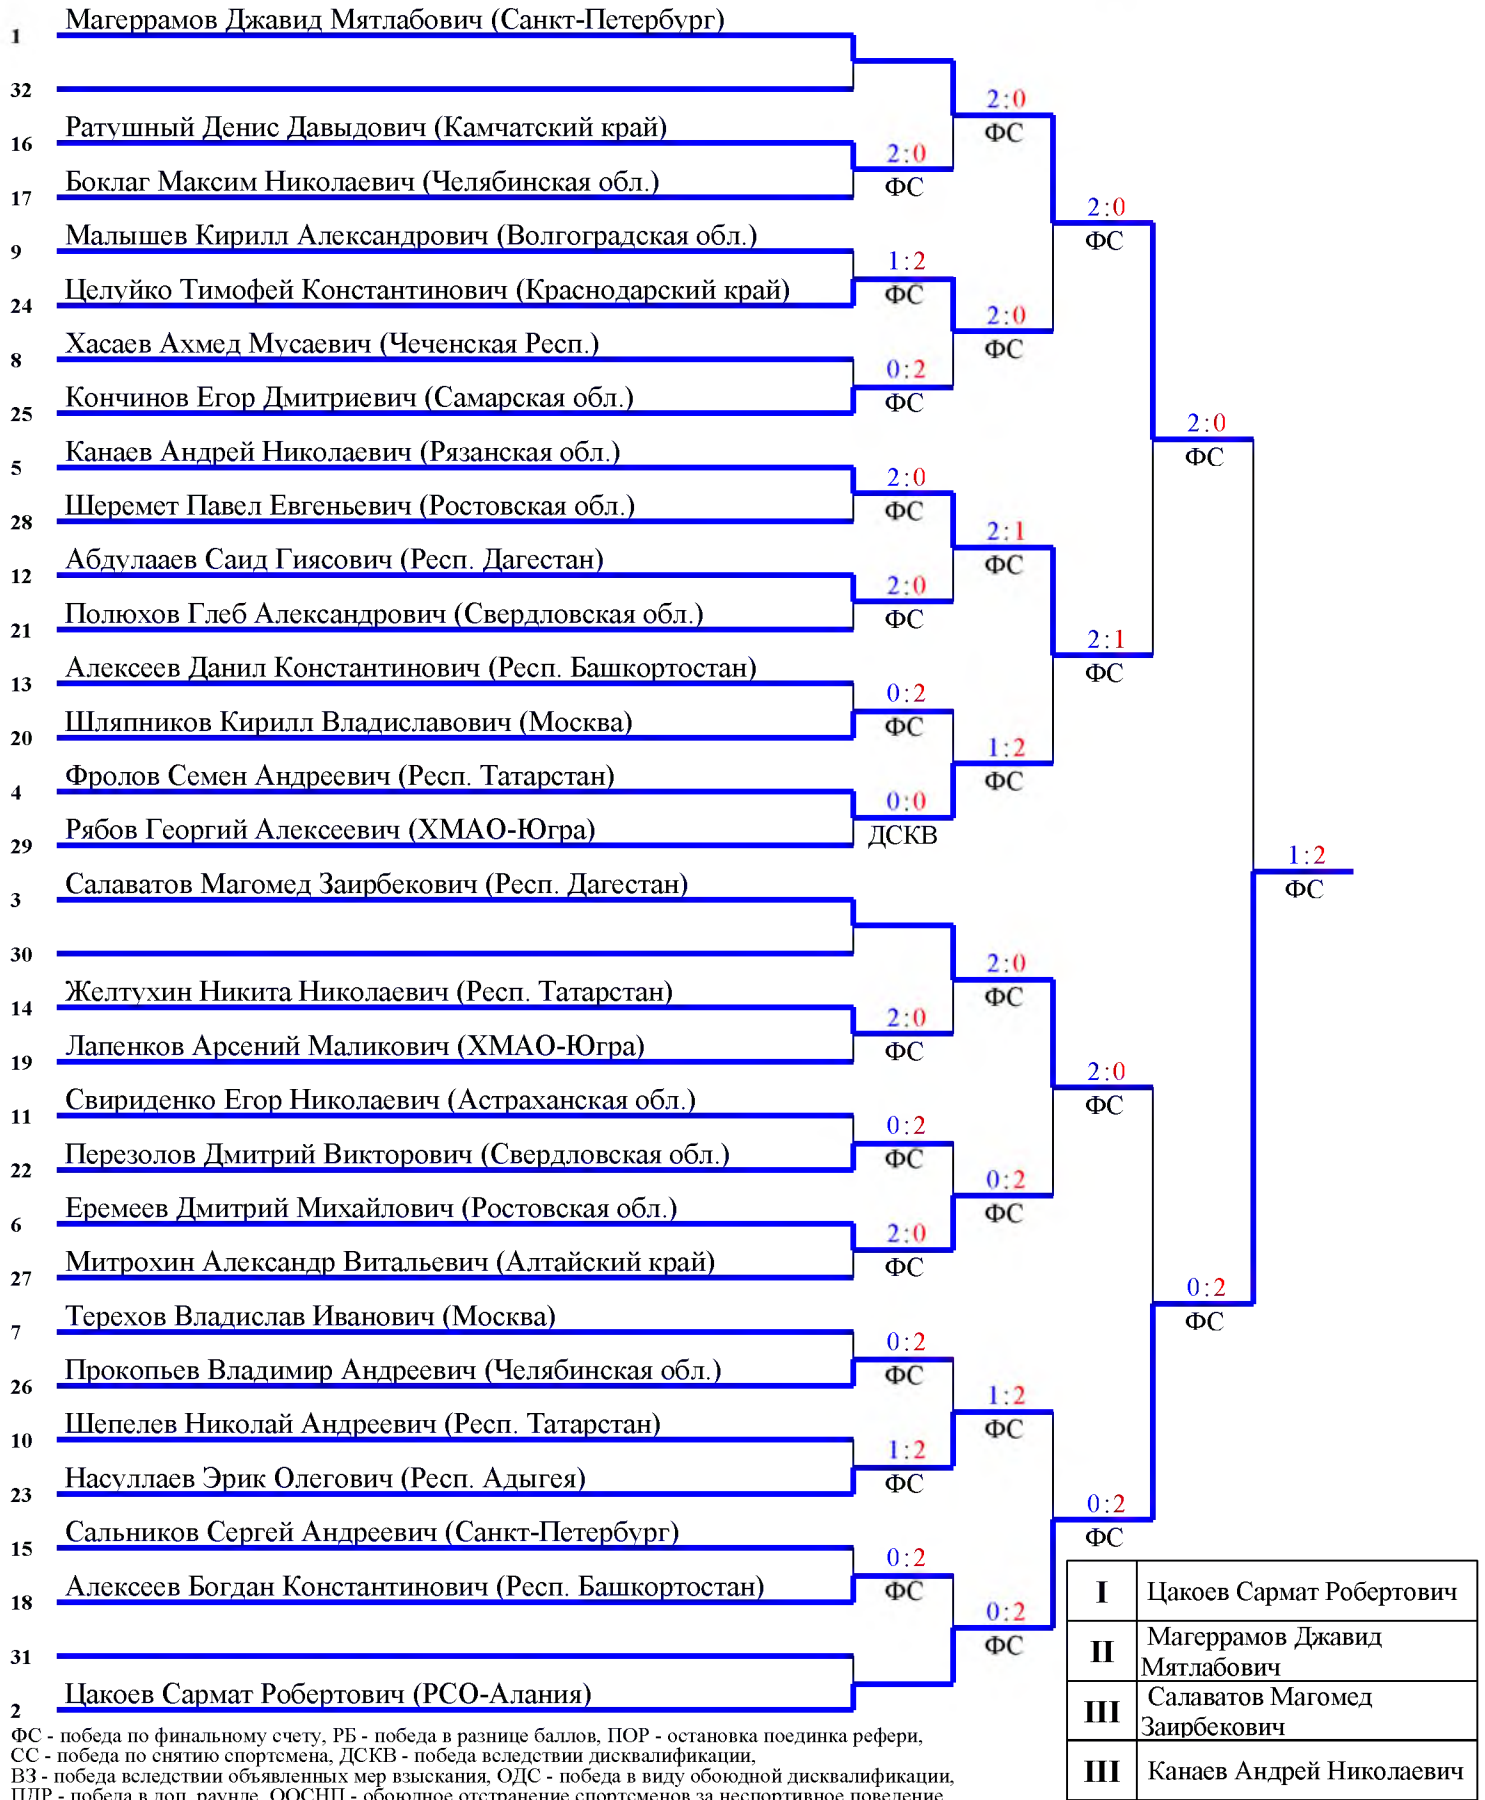 Магеррамов Джавид Мятлабович (Санкт-Петербург)
1
32
2:0
ФС
Ратушный Денис Давыдович (Камчатский край)
16
2:0
ФС
Боклаг Максим Николаевич (Челябинская обл.)
17
2:0
ФС
Малышев Кирилл Александрович (Волгоградская обл.)
9
1:2
ФС
Целуйко Тимофей Константинович (Краснодарский край)
24
2:0
ФС
Хасаев Ахмед Мусаевич (Чеченская Респ.)
8
0:2
ФС
Кончинов Егор Дмитриевич (Самарская обл.)
25
2:0
ФС
Канаев Андрей Николаевич (Рязанская обл.)
5
2:0
ФС
Шеремет Павел Евгеньевич (Ростовская обл.)
28
2:1
ФС
Абдулааев Саид Гиясович (Респ. Дагестан)
12
2:0
ФС
Полюхов Глеб Александрович (Свердловская обл.)
21
2:1
ФС
Алексеев Данил Константинович (Респ. Башкортостан)
13
0:2
ФС
Шляпников Кирилл Владиславович (Москва)
20
1:2
ФС
Фролов Семен Андреевич (Респ. Татарстан)
4
0:0
ДСКВ
Рябов Георгий Алексеевич (ХМАО-Югра)
29
1:2
ФС
Салаватов Магомед Заирбекович (Респ. Дагестан)
3
30
2:0
ФС
Желтухин Никита Николаевич (Респ. Татарстан)
14
2:0
ФС
Лапенков Арсений Маликович (ХМАО-Югра)
19
2:0
ФС
Свириденко Егор Николаевич (Астраханская обл.)
11
0:2
ФС
Перезолов Дмитрий Викторович (Свердловская обл.)
22
0:2
ФС
Еремеев Дмитрий Михайлович (Ростовская обл.)
6
2:0
ФС
Митрохин Александр Витальевич (Алтайский край)
27
0:2
ФС
Терехов Владислав Иванович (Москва)
7
0:2
ФС
Прокопьев Владимир Андреевич (Челябинская обл.)
26
1:2
ФС
Шепелев Николай Андреевич (Респ. Татарстан)
10
1:2
ФС
Насуллаев Эрик Олегович (Респ. Адыгея)
23
0:2
ФС
Сальников Сергей Андреевич (Санкт-Петербург)
15
0:2
ФС
Алексеев Богдан Константинович (Респ. Башкортостан)
18
0:2
ФС
31
Цакоев Сармат Робертович (РСО-Алания)
2
I Цакоев Сармат Робертович
II Магеррамов Джавид
Мятлабович
III Салаватов Магомед
Заирбекович
III Канаев Андрей Николаевич
ФС - победа по финальному счету, РБ - победа в разнице баллов, ПОР - остановка поединка рефери,
СС - победа по снятию спортсмена, ДСКВ - победа вследствии дисквалификации,
ВЗ - победа вследствии объявленных мер взыскания, ОДС - победа в виду обоюдной дисквалификации,
ПДР - победа в доп. раунде, ООСНП - обоюдное отстранение спортсменов за неспортивное поведение